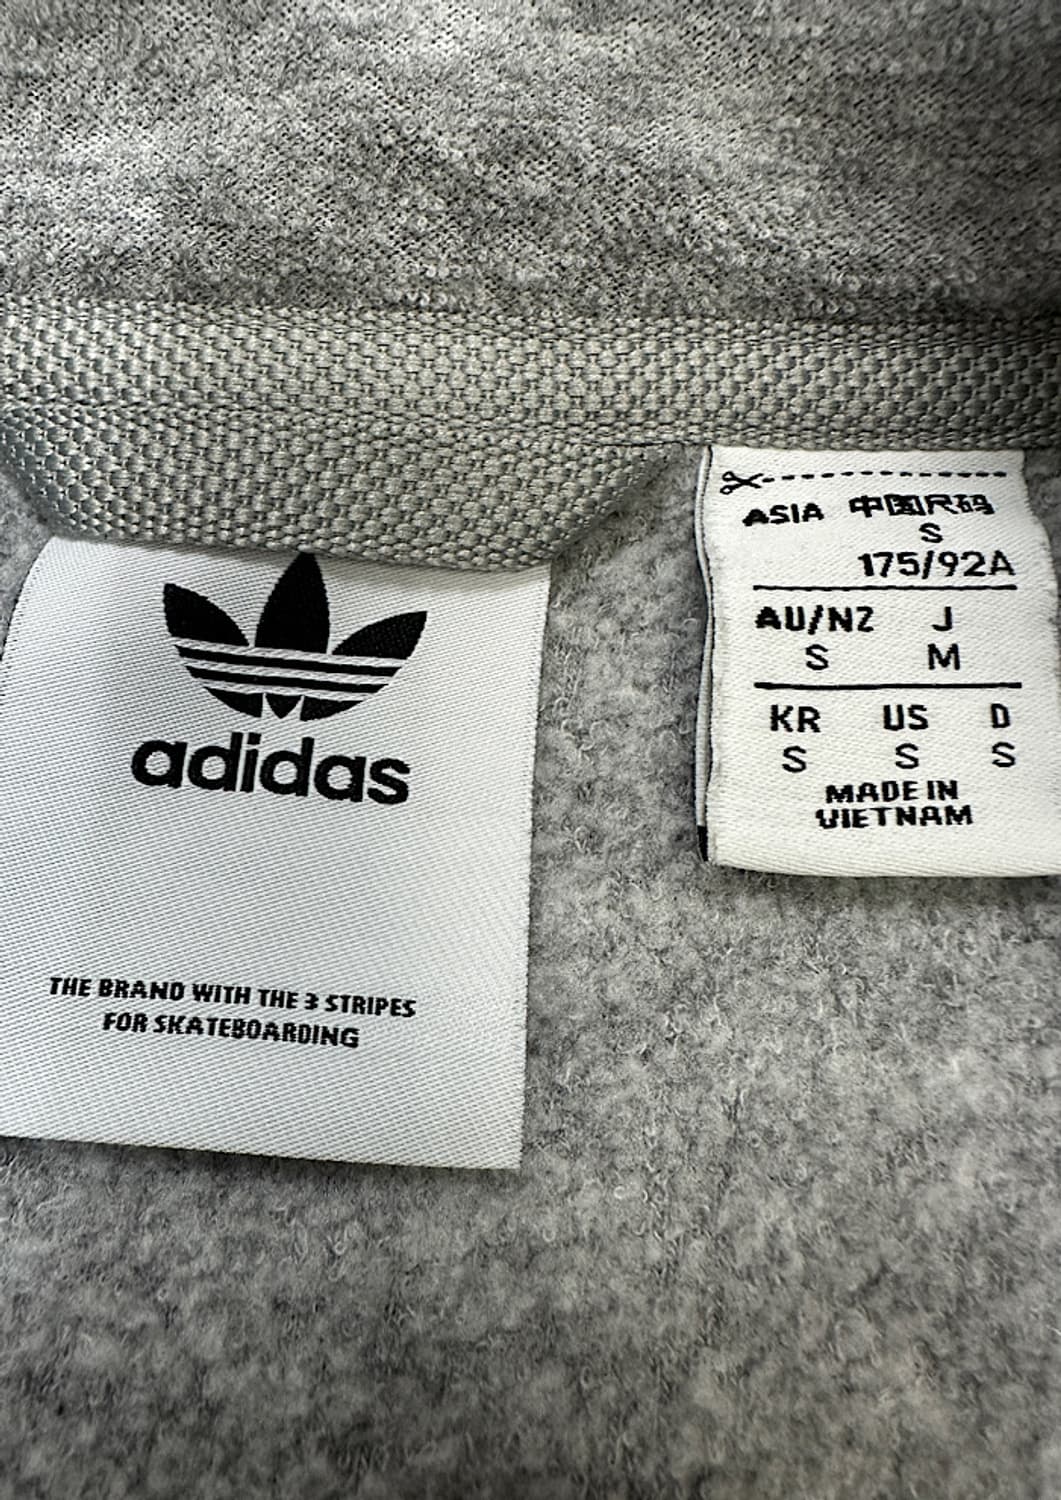 adidas
THE BRAND WITH THE 3 STRIPES
FOR SKATEBOARDING
ASIA 中国尺码
S
175/92A
AU/NZ J
S M
KR US D
S S S
MADE IN
VIETNAM